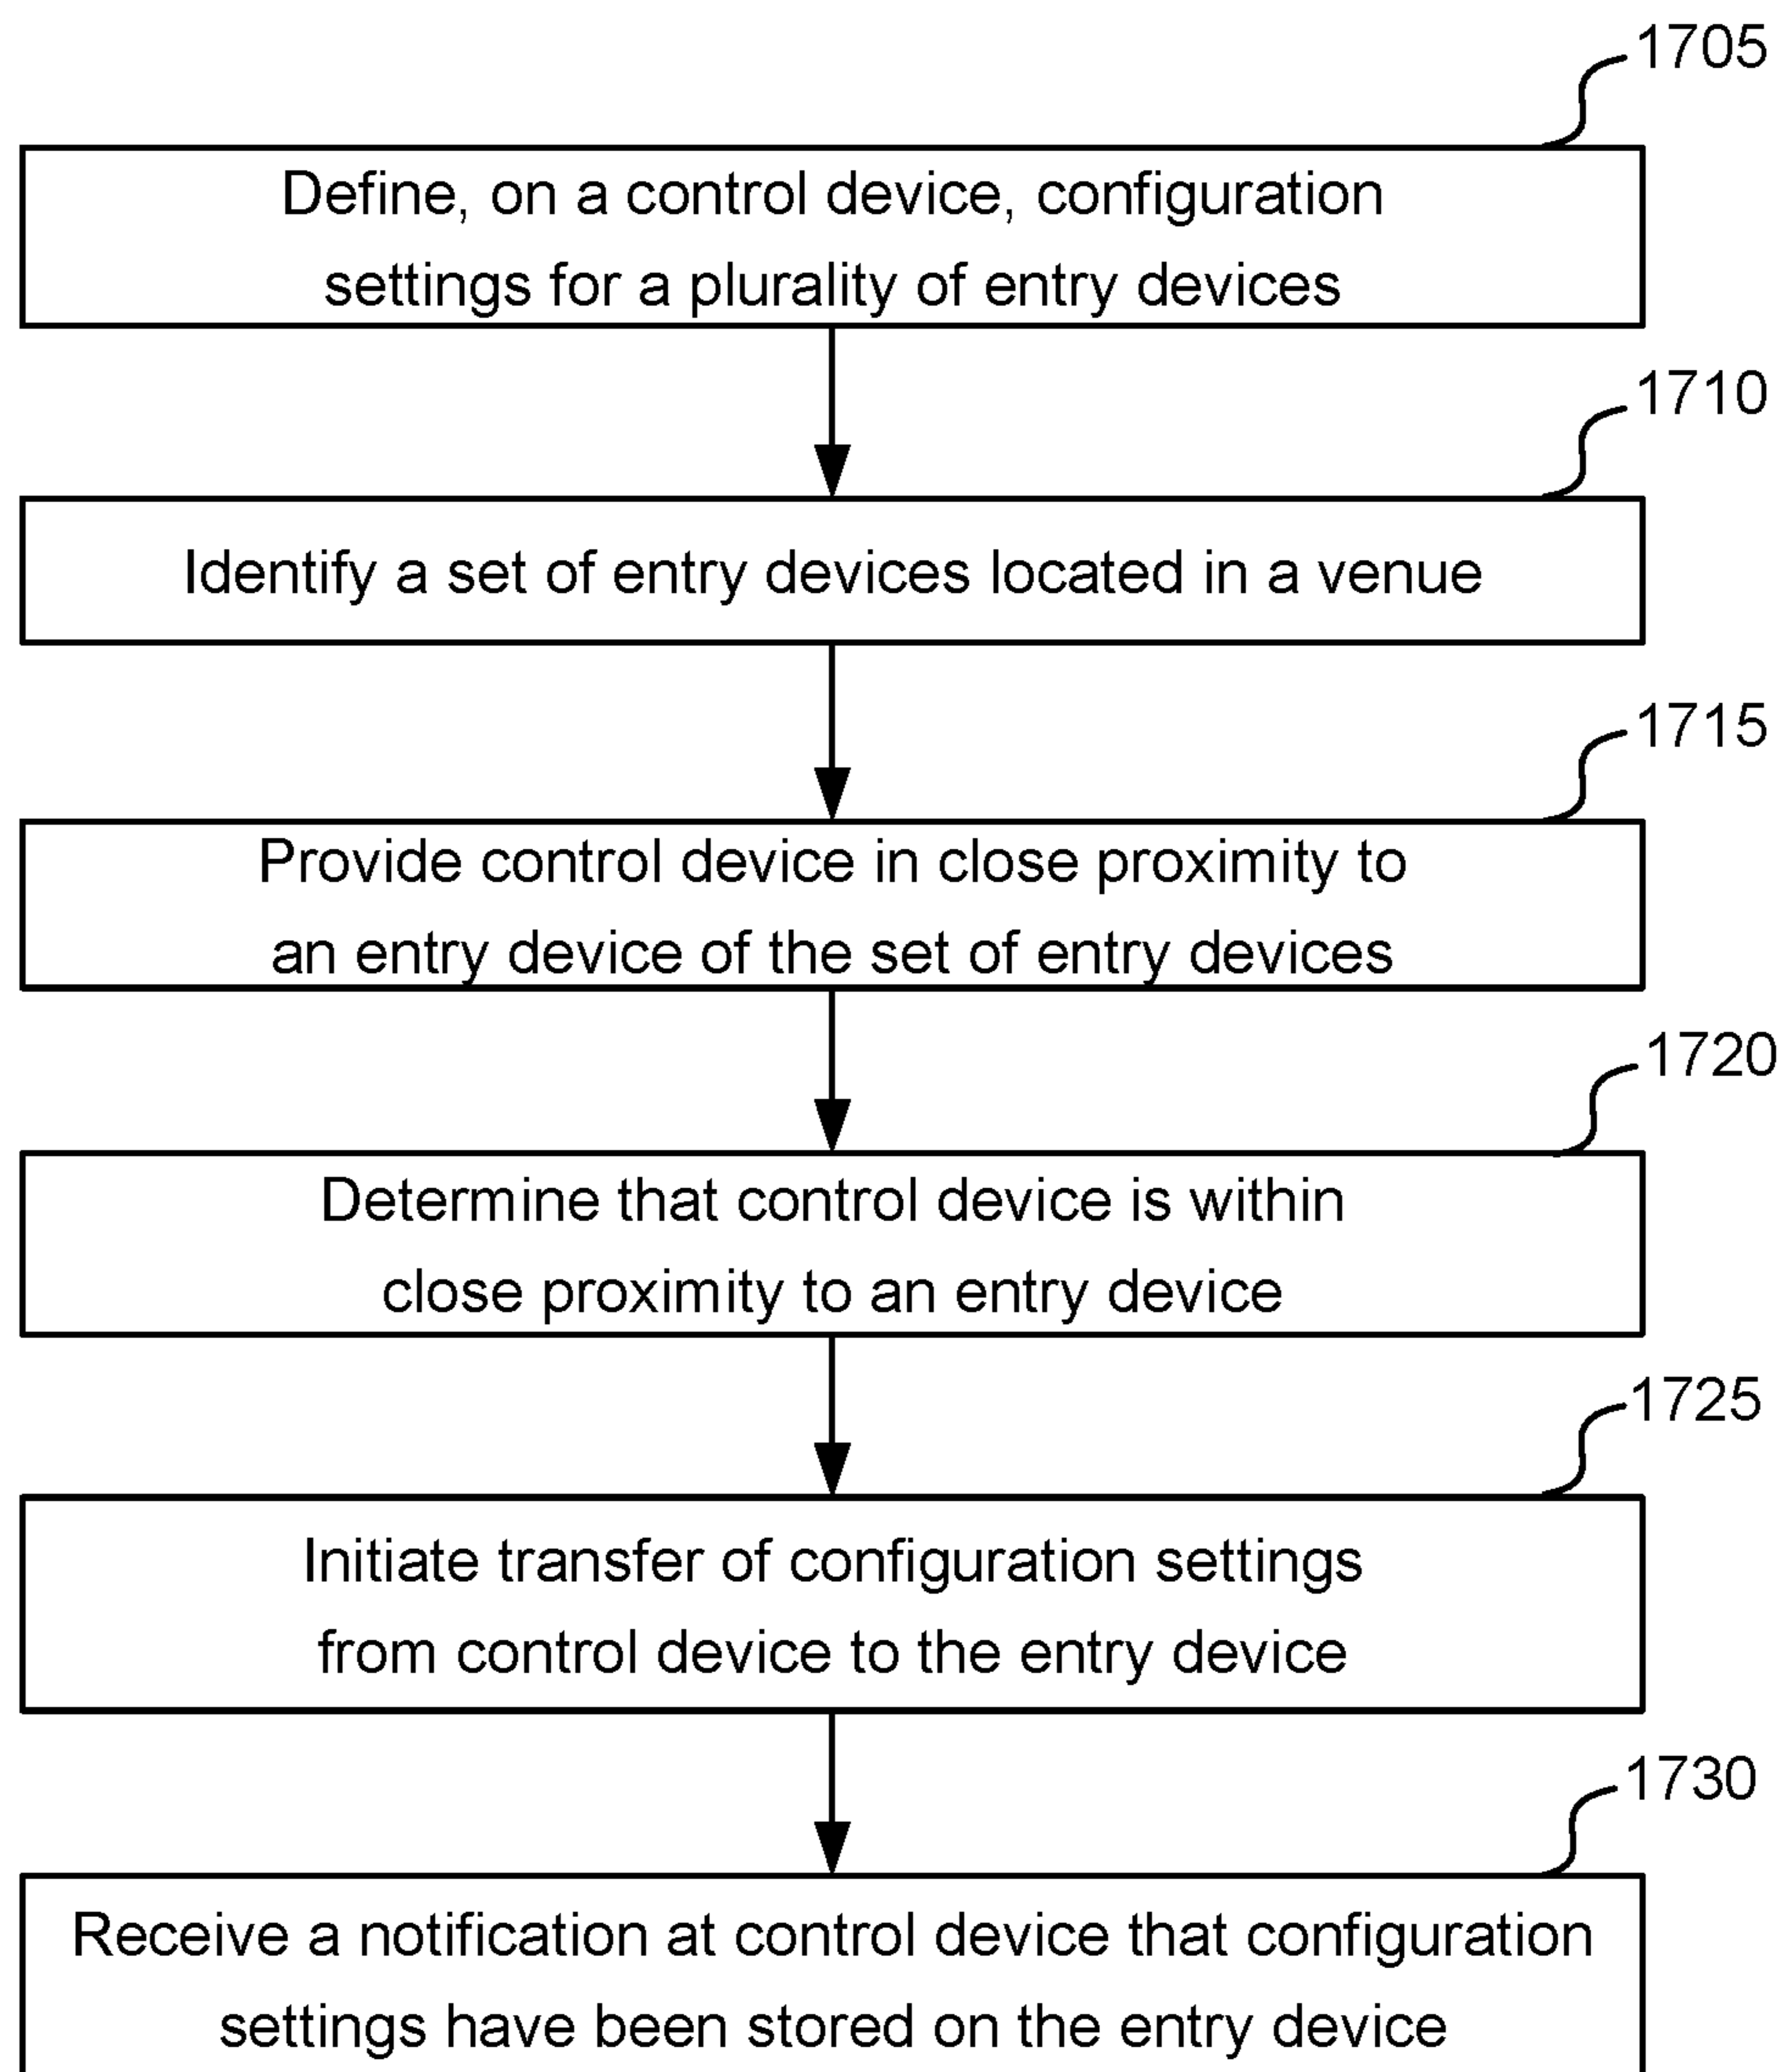 1705
Define, on a control device, configuration
settings for a plurality of entry devices
1710
Identify a set of entry devices located in a venue
1715
Provide control device in close proximity to
an entry device of the set of entry devices
1720
Determine that control device is within
close proximity to an entry device
1725
Initiate transfer of configuration settings
from control device to the entry device
1730
Receive a notification at control device that configuration
settings have been stored on the entry device